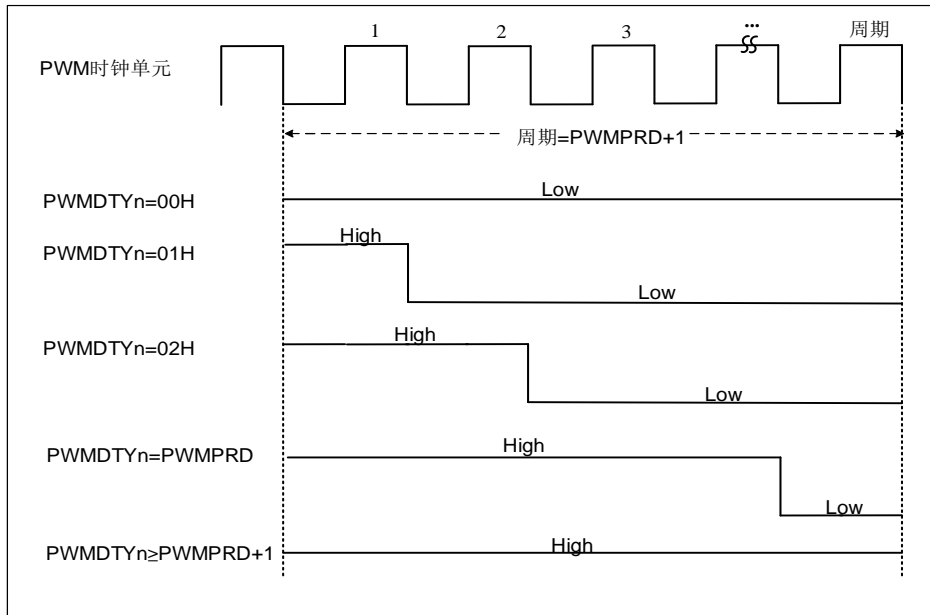 1 2 3 ... 周期
PWM时钟单元
周期=PWMPRD+1
PWMDTYn=00H Low
PWMDTYn=01H High Low
PWMDTYn=02H High Low
PWMDTYn=PWMPRD High Low
PWMDTYn≥PWMPRD+1 High